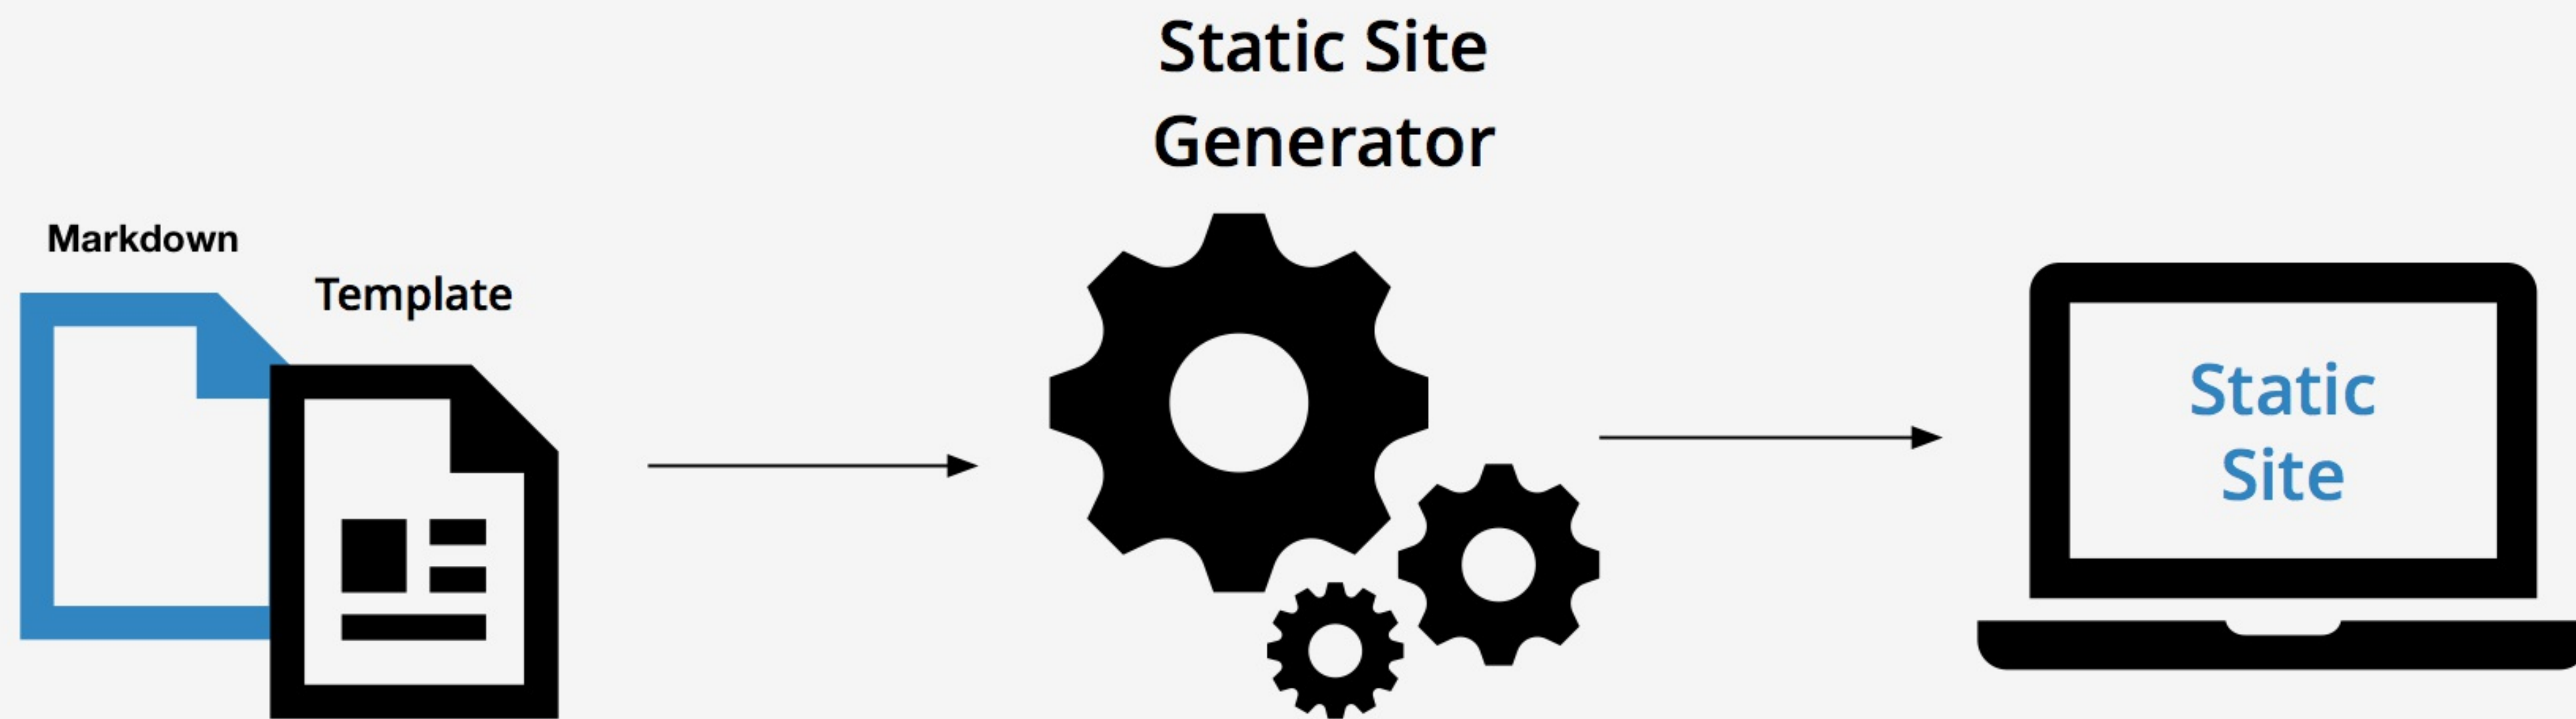 Static Site
Generator
Markdown
Template
Static
Site